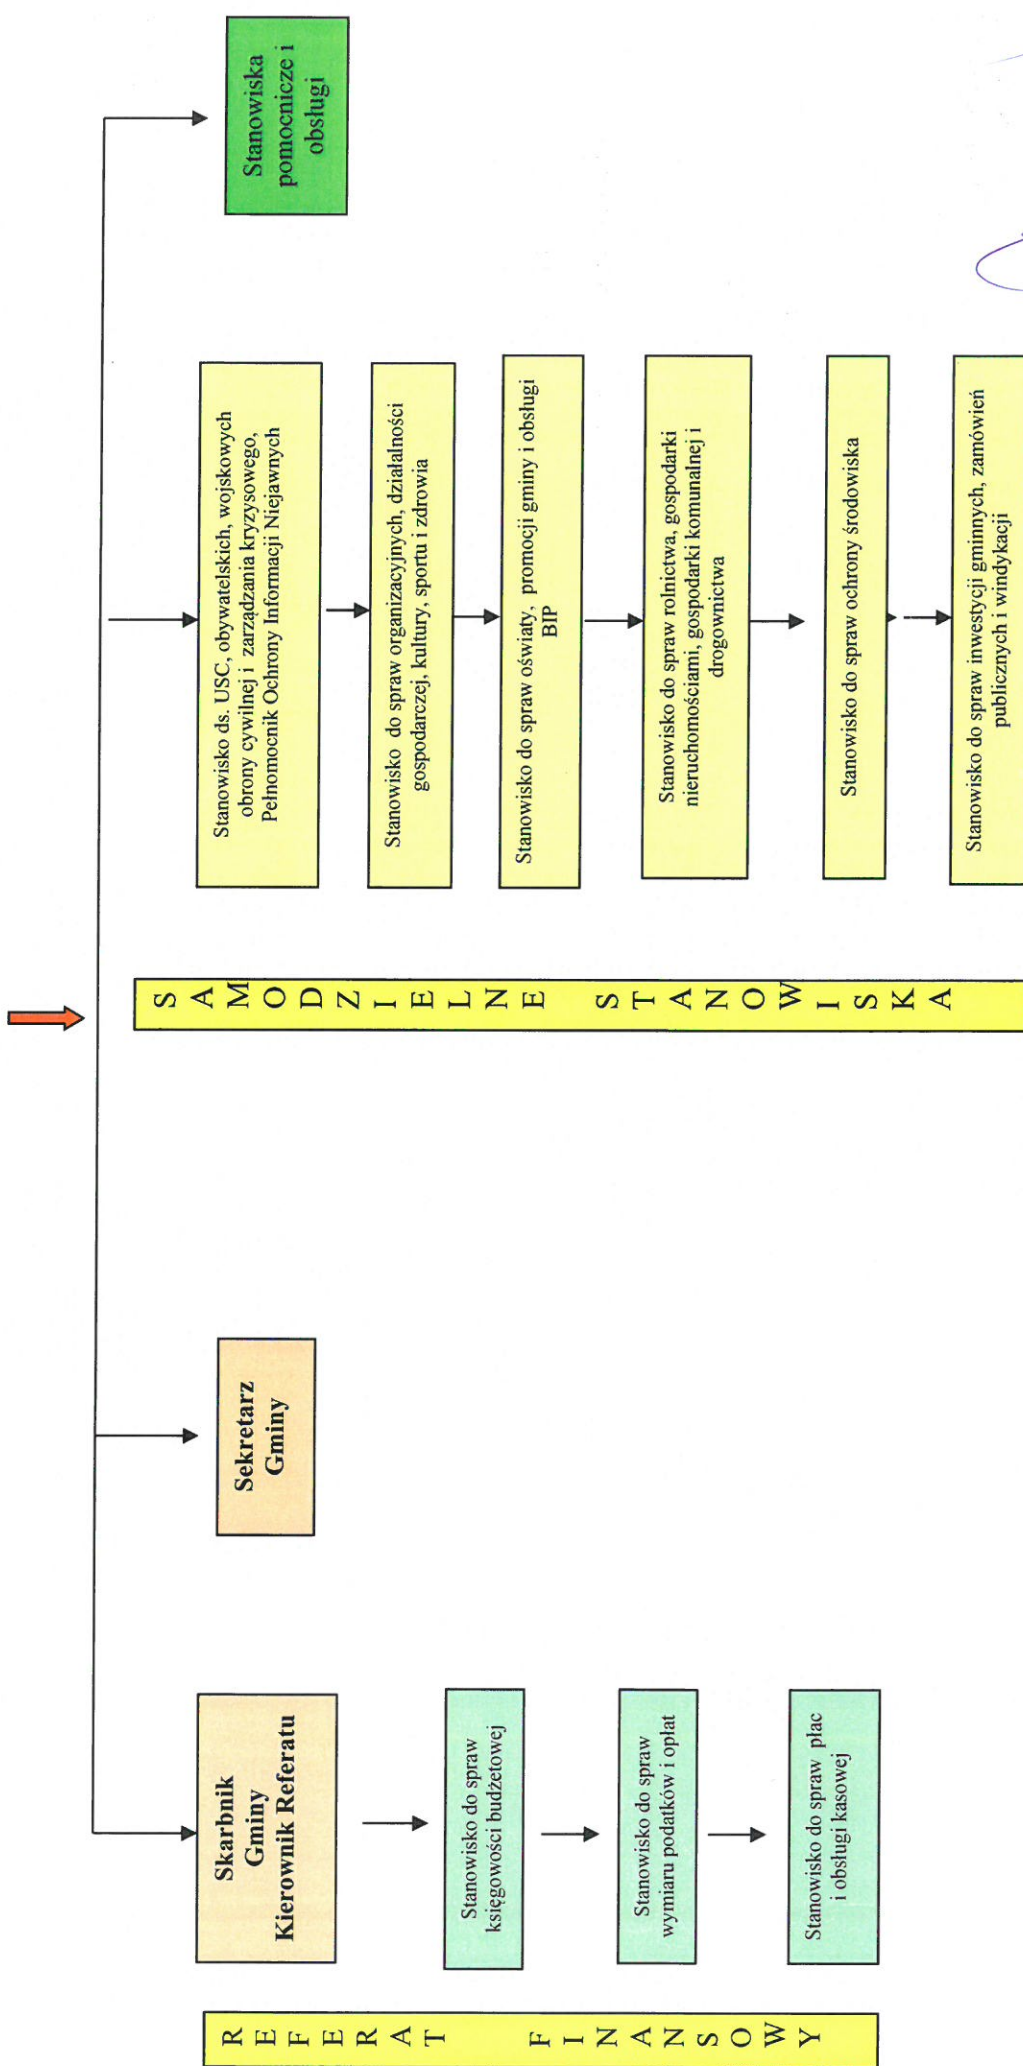 REFERAT FINANSOWY
Skarbnik
Gminy
Kierownik Referatu
Stanowisko do spraw
księgowości budżetowej
Stanowisko do spraw
wymiaru podatków i opłat
Stanowisko do spraw płac
i obsługi kasowej
Sekretarz
Gminy
SAMODZIELNE STANOWISKA
Stanowisko ds. USC, obywatelskich, wojskowych
obrony cywilnej i zarządzania kryzysowego,
Pełnomocnik Ochrony Informacji Niejawnych
Stanowisko do spraw organizacyjnych, działalności
gospodarczej, kultury, sportu i zdrowia
Stanowisko do spraw oświaty, promocji gminy i obsługi
BIP
Stanowisko do spraw rolnictwa, gospodarki
nieruchomościami, gospodarki komunalnej i
drogownictwa
Stanowisko do spraw ochrony środowiska
Stanowisko do spraw inwestycji gminnych, zamówień
publicznych i windykacji
Stanowiska
pomocnicze i
obsługi